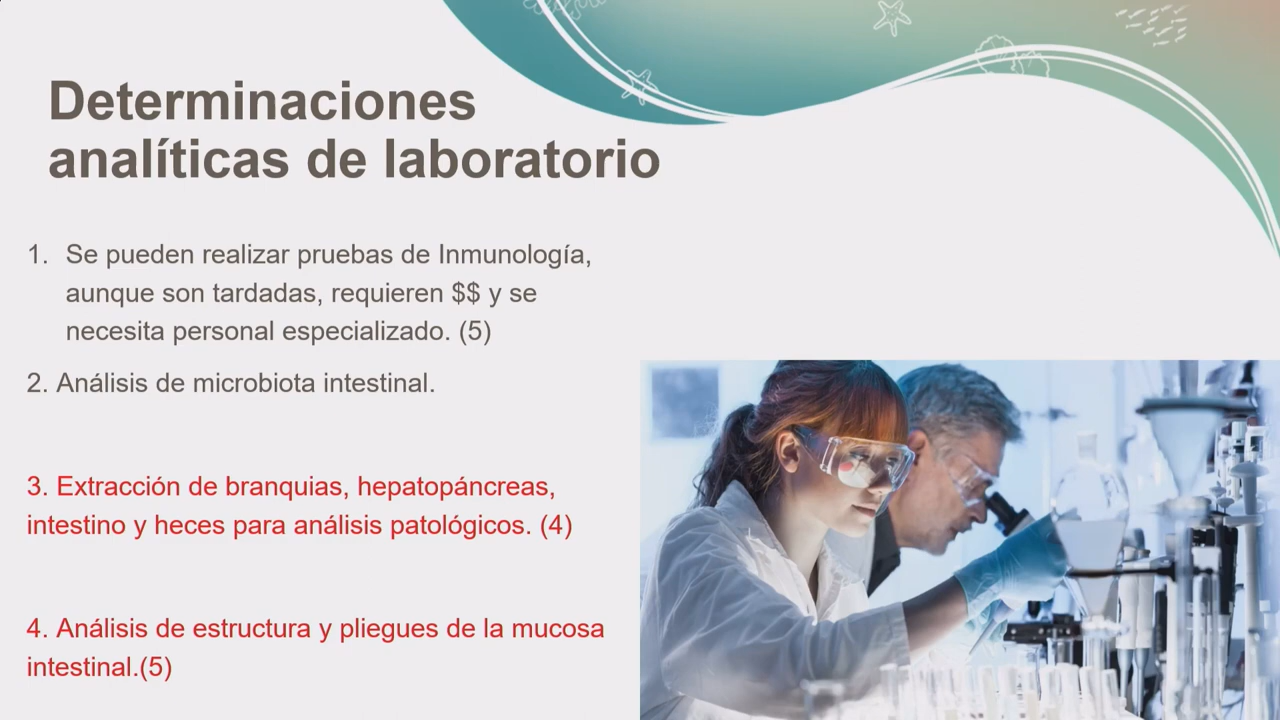 Determinaciones
analíticas de laboratorio
1. Se pueden realizar pruebas de Inmunología,
aunque son tardadas, requieren $$ y se
necesita personal especializado. (5)
2. Análisis de microbiota intestinal.
3. Extracción de branquias, hepatopáncreas,
intestino y heces para análisis patológicos. (4)
4. Análisis de estructura y pliegues de la mucosa
intestinal.(5)